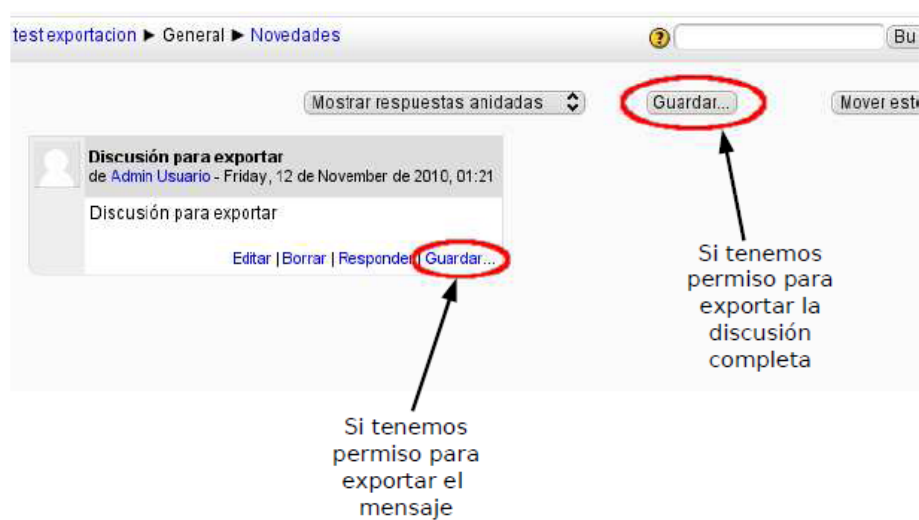 test exportacion ► General ► Novedades
Bu
Mostrar respuestas anidadas
Guardar...
Mover este
Discusión para exportar
de Admin Usuario - Friday, 12 de November de 2010, 01:21
Discusión para exportar
Editar | Borrar | Responder | Guardar...
Si tenemos
permiso para
exportar la
discusión
completa
Si tenemos
permiso para
exportar el
mensaje